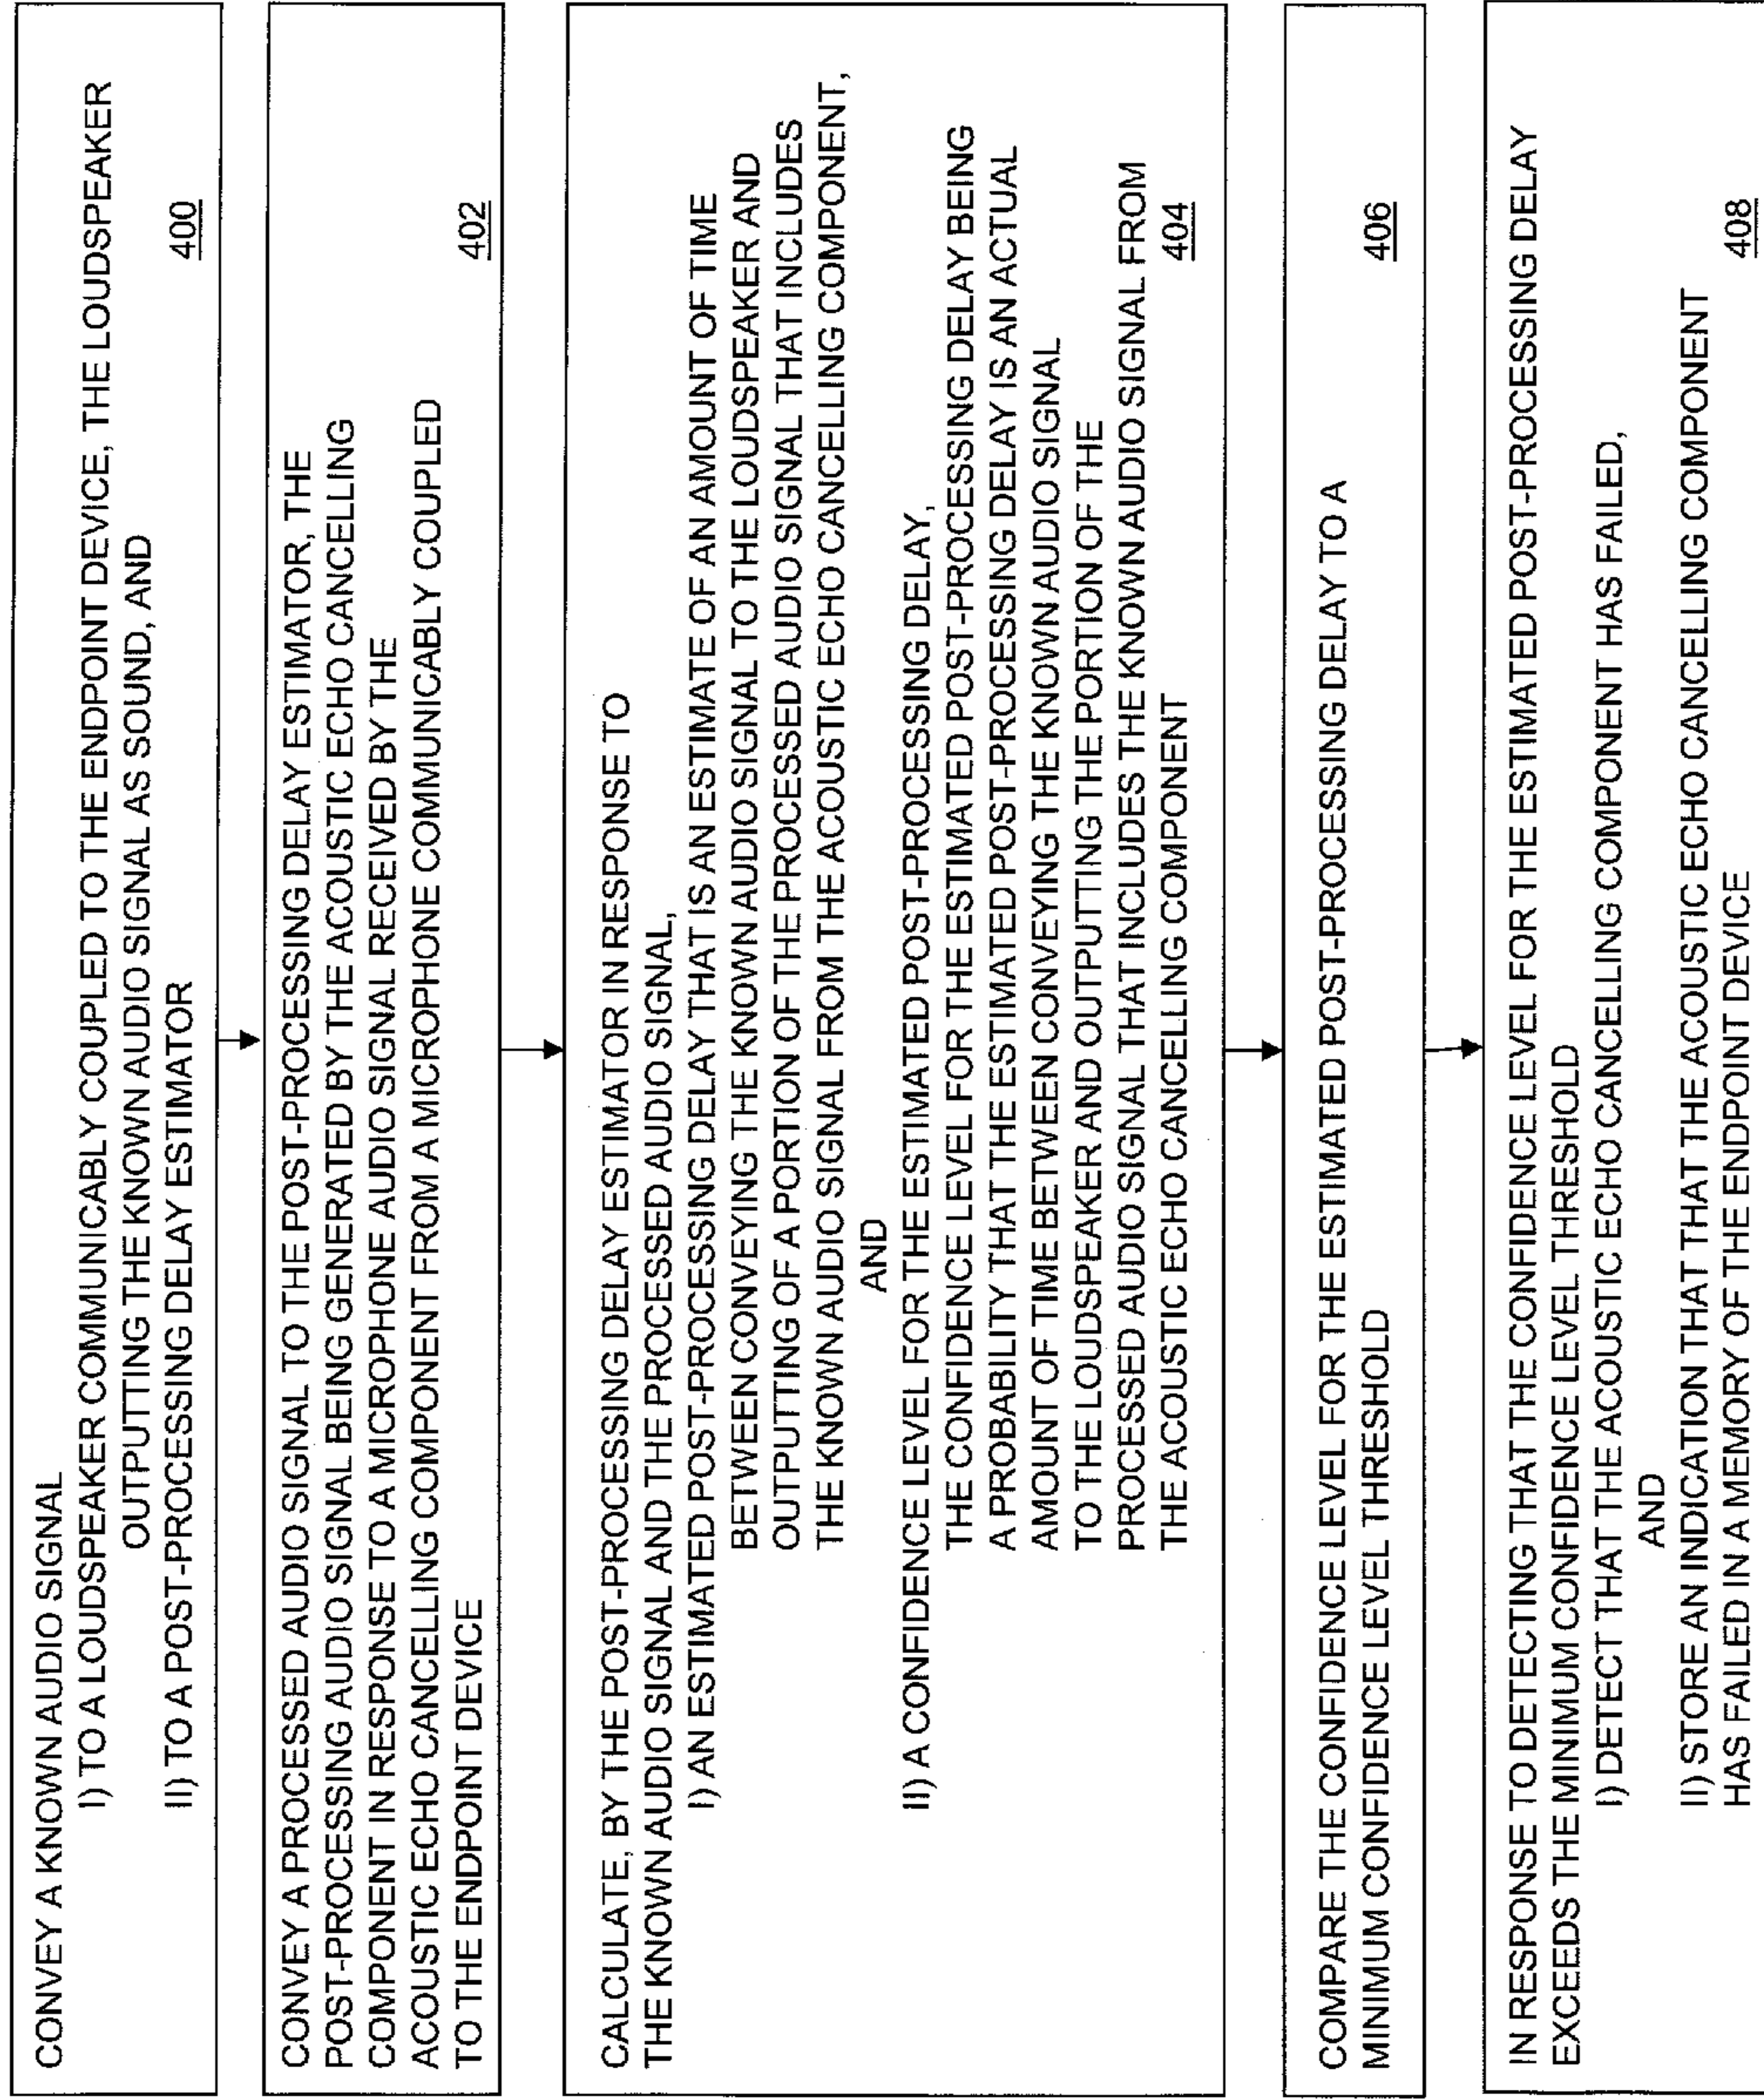 CONVEY A KNOWN AUDIO SIGNAL
I) TO A LOUDSPEAKER COMMUNICABLY COUPLED TO THE ENDPOINT DEVICE, THE LOUDSPEAKER
OUTPUTTING THE KNOWN AUDIO SIGNAL AS SOUND, AND
II) TO A POST-PROCESSING DELAY ESTIMATOR
400
CONVEY A PROCESSED AUDIO SIGNAL TO THE POST-PROCESSING DELAY ESTIMATOR, THE
POST-PROCESSING AUDIO SIGNAL BEING GENERATED BY THE ACOUSTIC ECHO CANCELLING
COMPONENT IN RESPONSE TO A MICROPHONE AUDIO SIGNAL RECEIVED BY THE
ACOUSTIC ECHO CANCELLING COMPONENT FROM A MICROPHONE COMMUNICABLY COUPLED
TO THE ENDPOINT DEVICE
402
CALCULATE, BY THE POST-PROCESSING DELAY ESTIMATOR IN RESPONSE TO
THE KNOWN AUDIO SIGNAL AND THE PROCESSED AUDIO SIGNAL,
I) AN ESTIMATED POST-PROCESSING DELAY THAT IS AN ESTIMATE OF AN AMOUNT OF TIME
BETWEEN CONVEYING THE KNOWN AUDIO SIGNAL TO THE LOUDSPEAKER AND
OUTPUTTING OF A PORTION OF THE PROCESSED AUDIO SIGNAL THAT INCLUDES
THE KNOWN AUDIO SIGNAL FROM THE ACOUSTIC ECHO CANCELLING COMPONENT,
AND
II) A CONFIDENCE LEVEL FOR THE ESTIMATED POST-PROCESSING DELAY,
THE CONFIDENCE LEVEL FOR THE ESTIMATED POST-PROCESSING DELAY BEING
A PROBABILITY THAT THE ESTIMATED POST-PROCESSING DELAY IS AN ACTUAL
AMOUNT OF TIME BETWEEN CONVEYING THE KNOWN AUDIO SIGNAL
TO THE LOUDSPEAKER AND OUTPUTTING THE PORTION OF THE
PROCESSED AUDIO SIGNAL THAT INCLUDES THE KNOWN AUDIO SIGNAL FROM
THE ACOUSTIC ECHO CANCELLING COMPONENT
404
COMPARE THE CONFIDENCE LEVEL FOR THE ESTIMATED POST-PROCESSING DELAY TO A
MINIMUM CONFIDENCE LEVEL THRESHOLD
406
IN RESPONSE TO DETECTING THAT THE CONFIDENCE LEVEL FOR THE ESTIMATED POST-PROCESSING DELAY
EXCEEDS THE MINIMUM CONFIDENCE LEVEL THRESHOLD
I) DETECT THAT THE ACOUSTIC ECHO CANCELLING COMPONENT HAS FAILED,
AND
II) STORE AN INDICATION THAT THAT THE ACOUSTIC ECHO CANCELLING COMPONENT
HAS FAILED IN A MEMORY OF THE ENDPOINT DEVICE
408